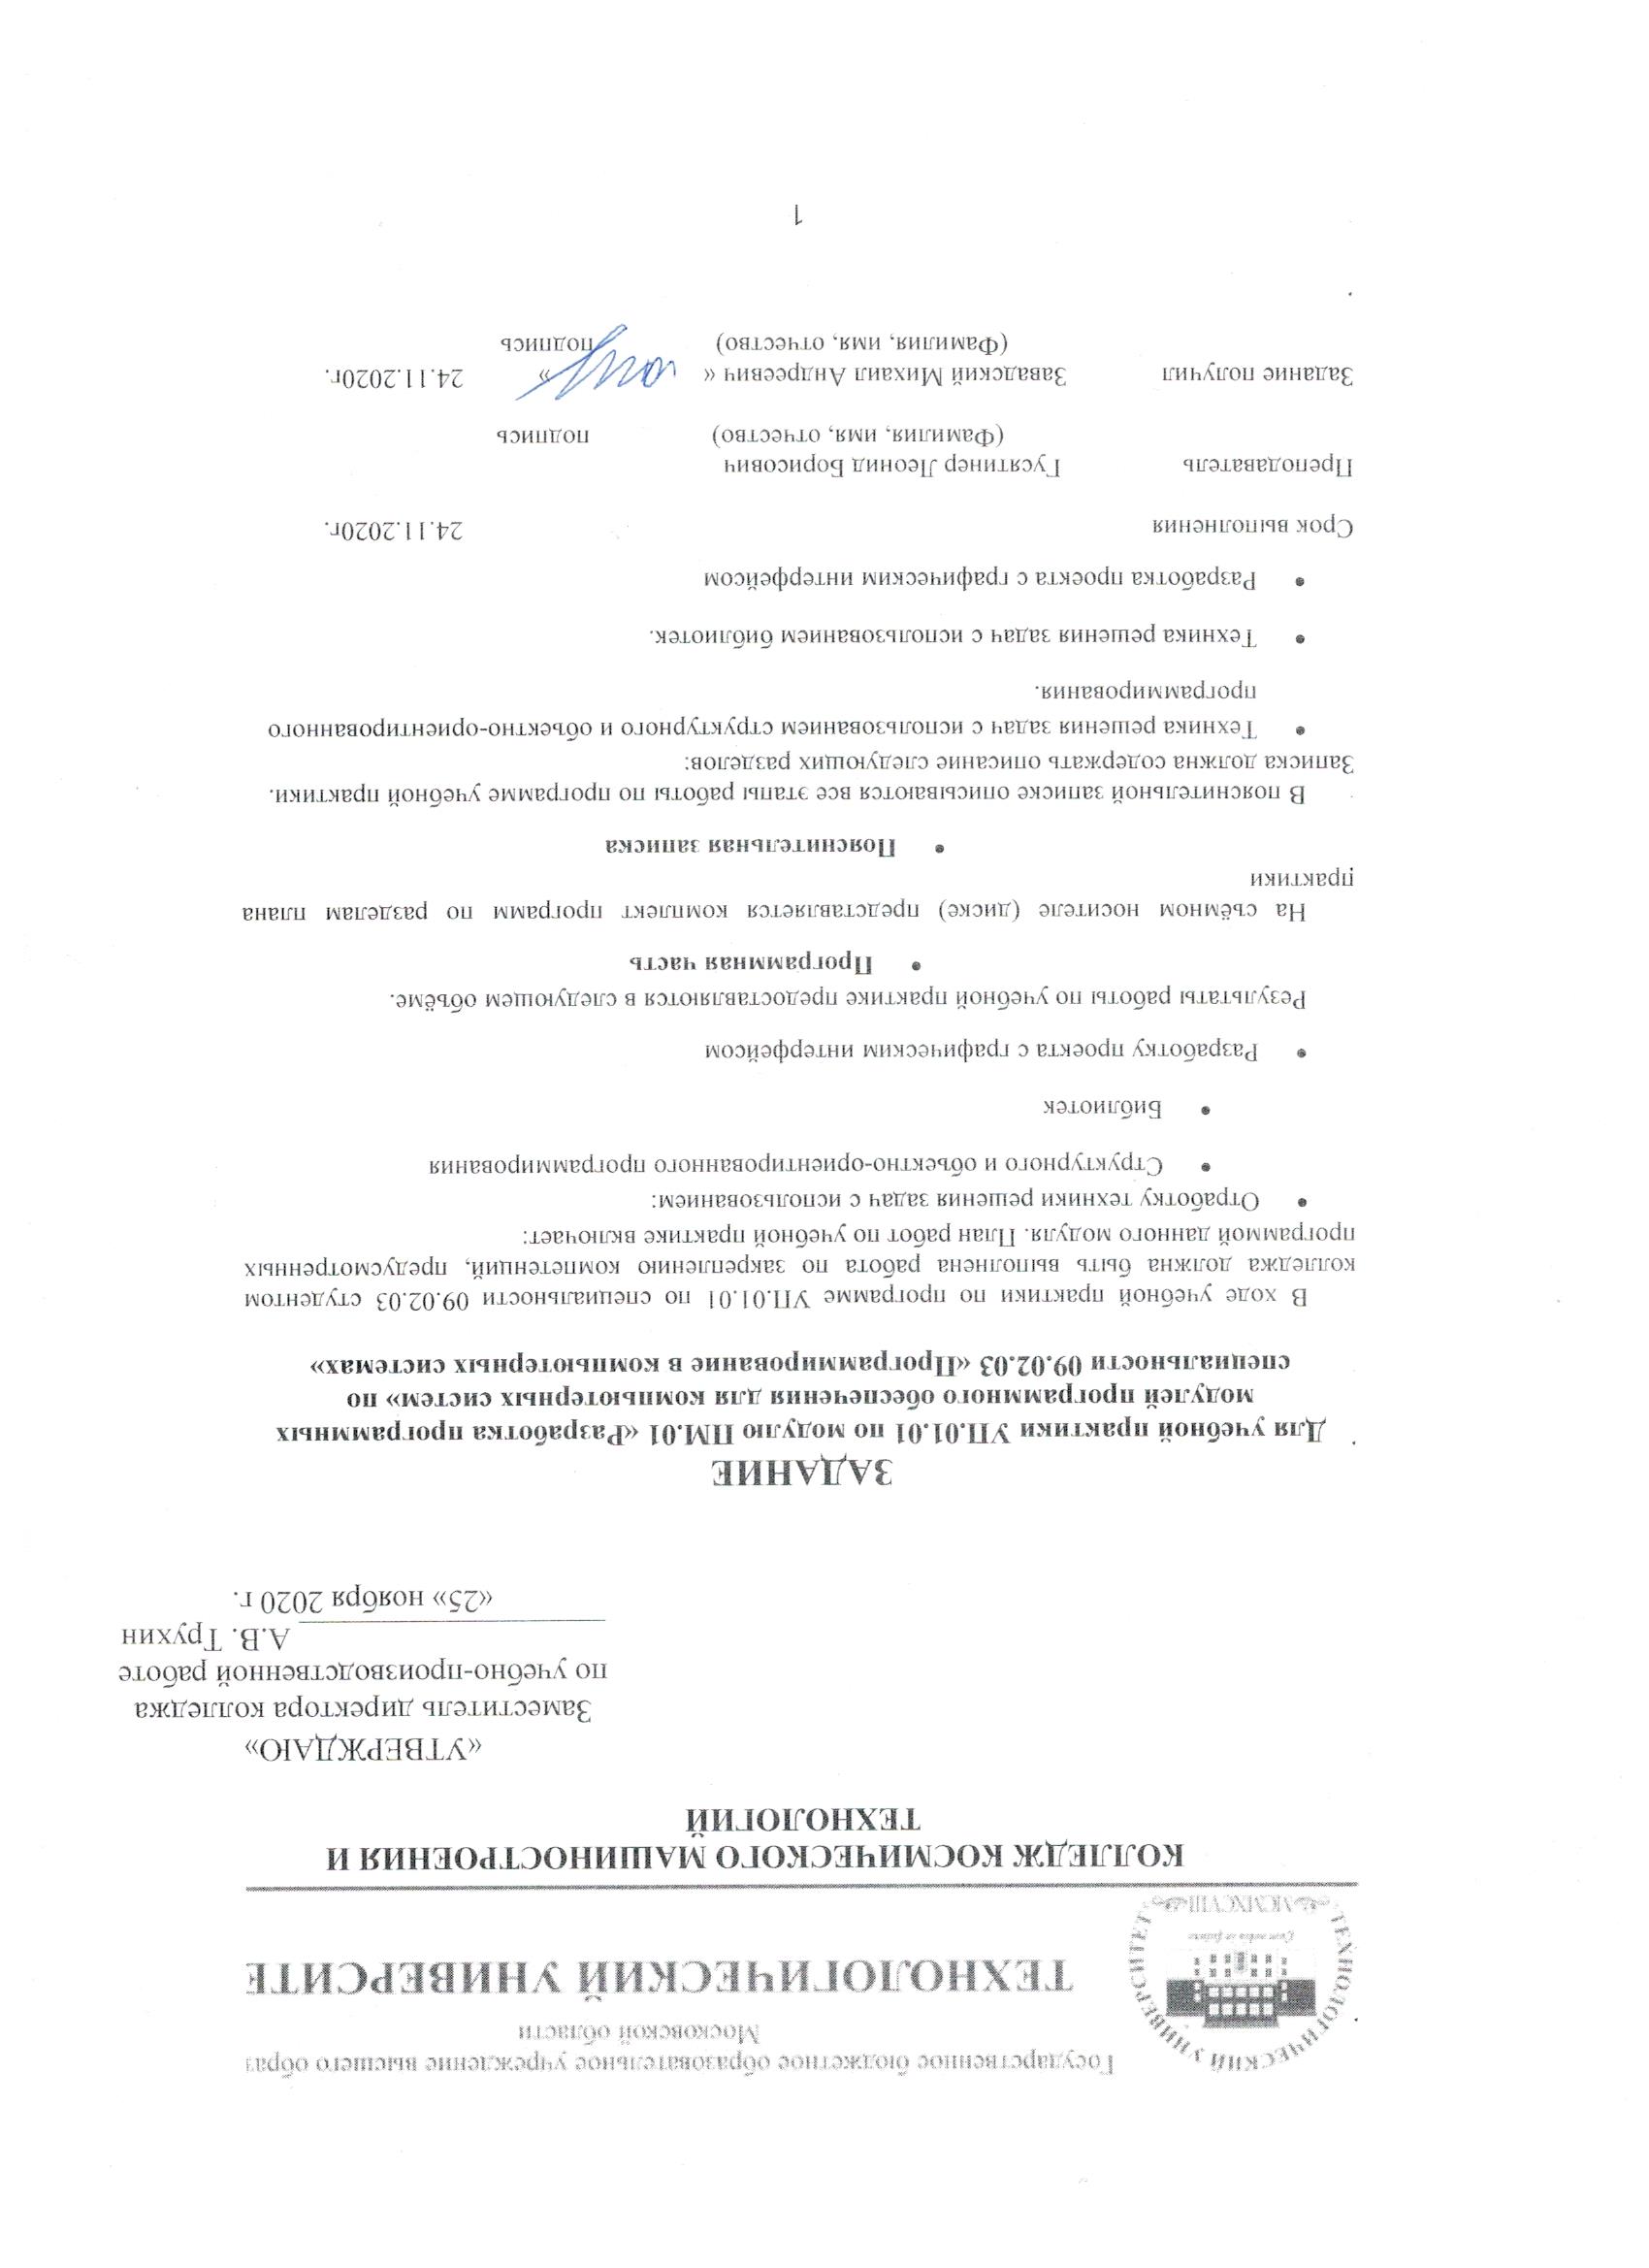 ТЕХНОЛОГИЧЕСКИЙ УНИВЕРСИТЕТ
MCMXCVIII
Государственное бюджетное образовательное учреждение высшего образ
Московской области
ТЕХНОЛОГИЧЕСКИЙ УНИВЕРСИТЕ
КОЛЛЕДЖ КОСМИЧЕСКОГО МАШИНОСТРОЕНИЯ И
ТЕХНОЛОГИЙ
«УТВЕРЖДАЮ»
Заместитель директора колледжа
по учебно-производственной работе
____________________ А.В. Трухин
«25» ноября 2020 г.
ЗАДАНИЕ
Для учебной практики УП.01.01 по модулю ПМ.01 «Разработка программных
модулей программного обеспечения для компьютерных систем» по
специальности 09.02.03 «Программирование в компьютерных системах»
В ходе учебной практики по программе УП.01.01 по специальности 09.02.03 студентом
колледжа должна быть выполнена работа по закреплению компетенций, предусмотренных
программой данного модуля. План работ по учебной практике включает:
• Отработку техники решения задач с использованием:
• Структурного и объектно-ориентированного программирования
• Библиотек
• Разработку проекта с графическим интерфейсом
Результаты работы по учебной практике предоставляются в следующем объёме.
• Программная часть
На съёмном носителе (диске) представляется комплект программ по разделам плана
практики
• Пояснительная записка
В пояснительной записке описываются все этапы работы по программе учебной практики.
Записка должна содержать описание следующих разделов:
• Техника решения задач с использованием структурного и объектно-ориентированного
программирования.
• Техника решения задач с использованием библиотек.
• Разработка проекта с графическим интерфейсом
Срок выполнения 24.11.2020г.
Преподаватель Гусятинер Леонид Борисович
(Фамилия, имя, отчество) подпись
Задание получил Завадский Михаил Андреевич « » 24.11.2020г.
(Фамилия, имя, отчество) подпись
1